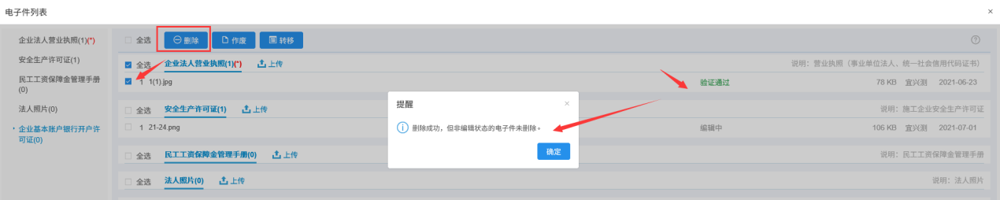 电子件列表
×
企业法人营业执照(1)(*)
安全生产许可证(1)
民工工资保障金管理手册
(0)
法人照片(0)
企业基本账户银行开户许
可证(0)
全选 删除 作废 转移 ?
全选 企业法人营业执照(1)(*) 上传 说明：营业执照（事业单位法人、统一社会信用代码证书）
1 1(1).jpg 验证通过 78 KB 宜兴测 2021-06-23
全选 安全生产许可证(1) 上传 说明：施工企业安全生产许可证
1 21-24.png 编辑中 106 KB 宜兴测 2021-07-01
全选 民工工资保障金管理手册(0) 上传 说明：民工工资保障金管理手册
全选 法人照片(0) 上传 说明：法人照片
提醒 ×
删除成功，但非编辑状态的电子件未删除。
确定